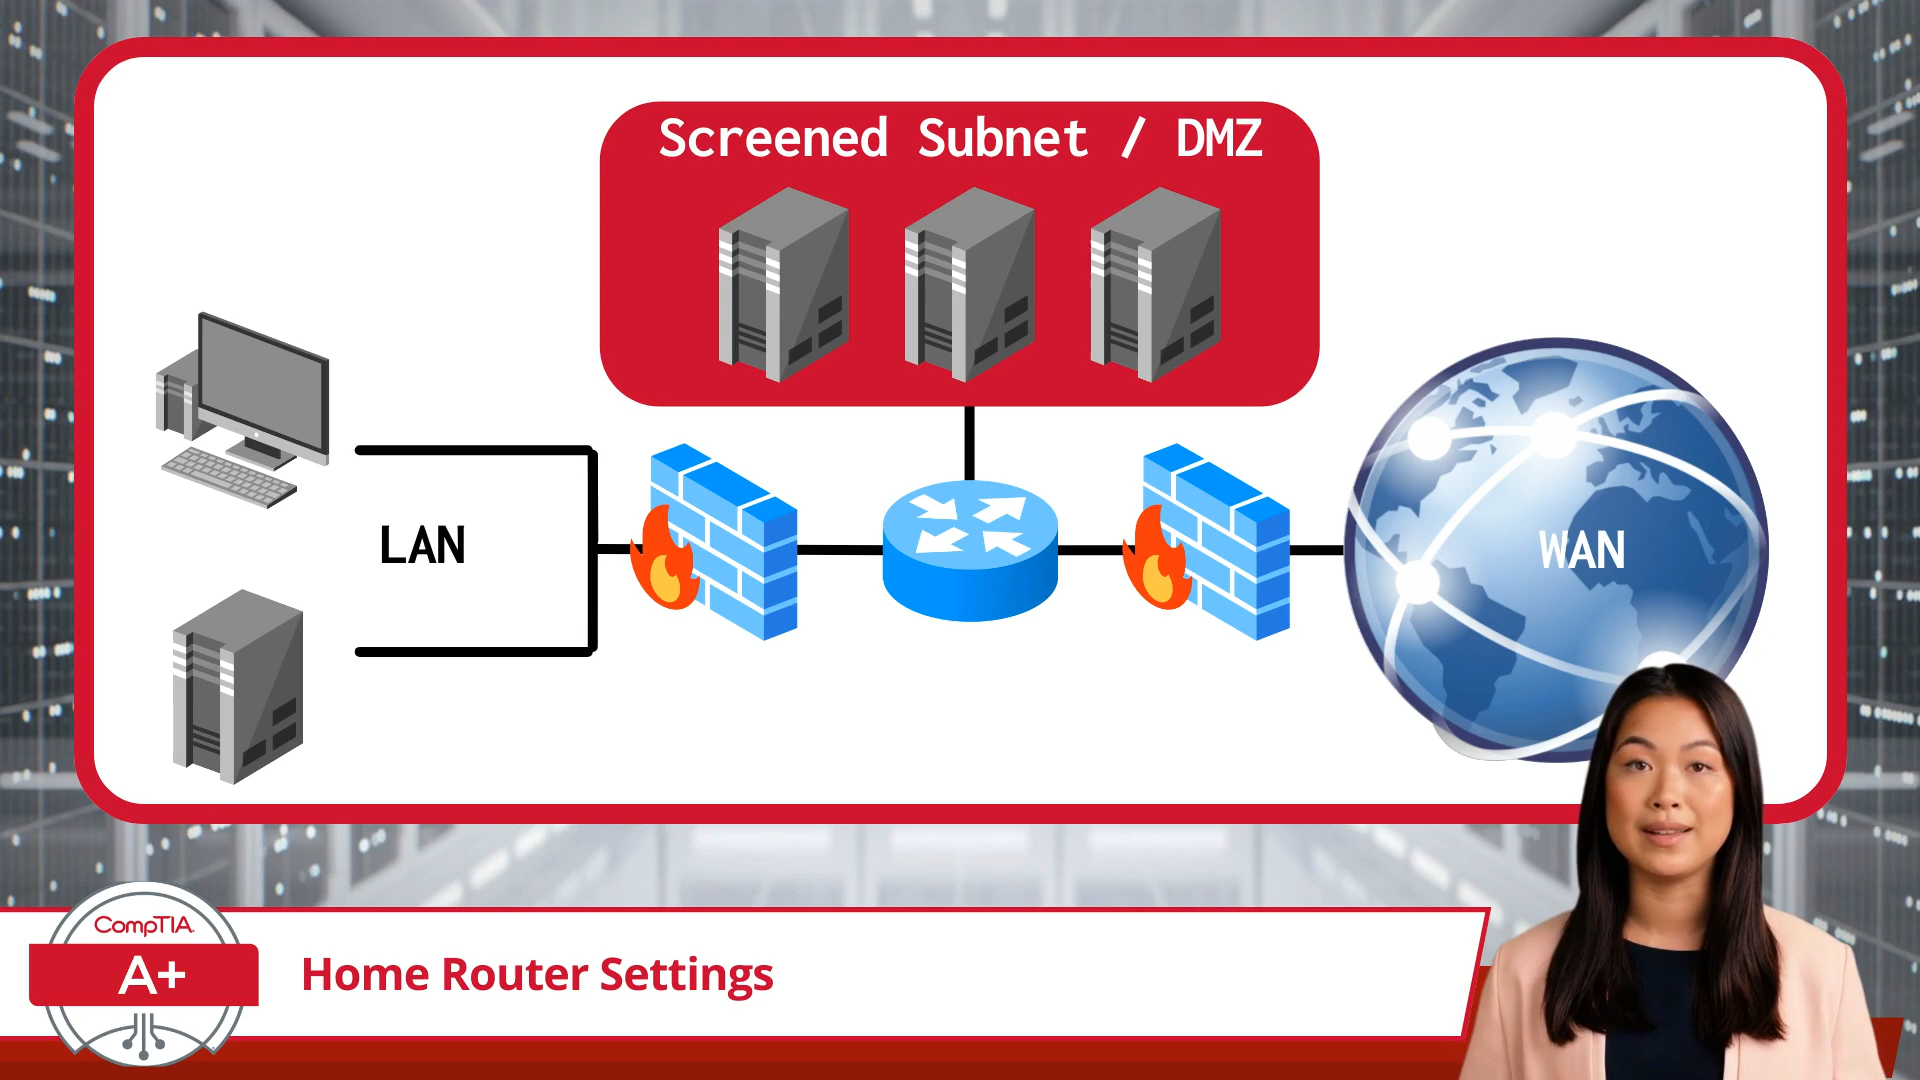 Screened Subnet / DMZ
LAN
WAN
CompTIA.
A+
Home Router Settings